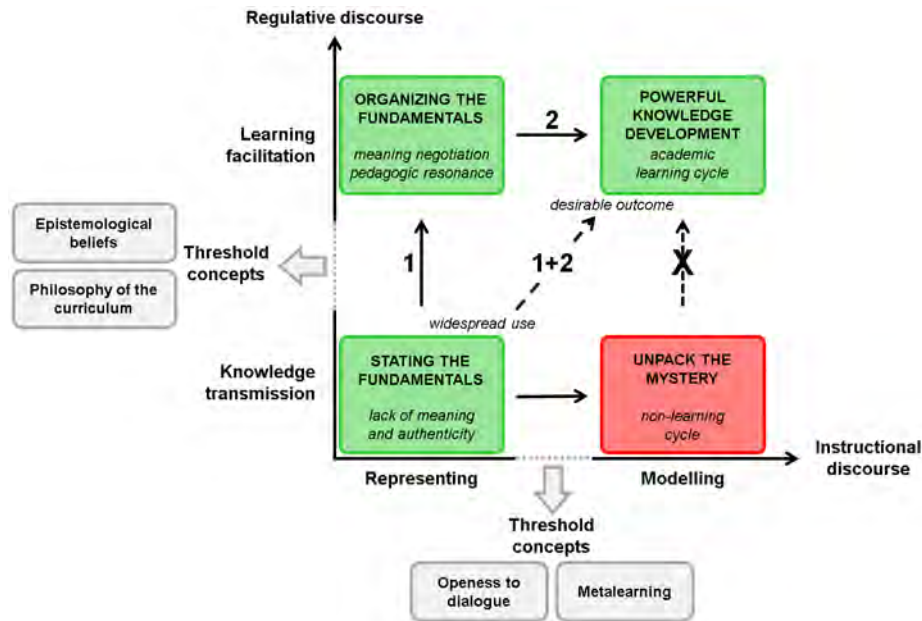 Regulative discourse
Learning
facilitation
ORGANIZING THE
FUNDAMENTALS
meaning negotiation
pedagogic resonance
2
POWERFUL
KNOWLEDGE
DEVELOPMENT
academic
learning cycle
desirable outcome
Epistemological
beliefs
Philosophy of the
curriculum
Threshold
concepts
1
1+2
X
widespread use
Knowledge
transmission
STATING THE
FUNDAMENTALS
lack of meaning
and authenticity
UNPACK THE
MYSTERY
non-learning
cycle
Instructional
discourse
Representing
Modelling
Threshold
concepts
Openess to
dialogue
Metalearning